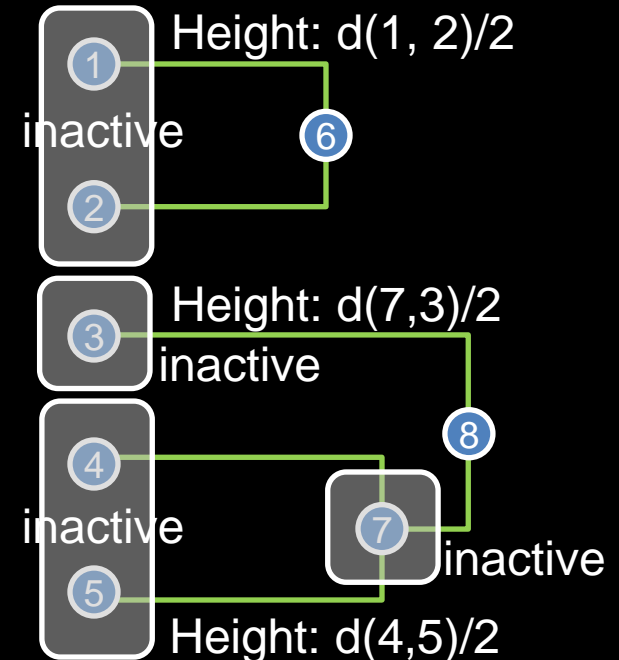 Height: d(1, 2)/2
1
inactive
6
2
Height: d(7,3)/2
3
inactive
8
4
inactive
7
inactive
5
Height: d(4,5)/2